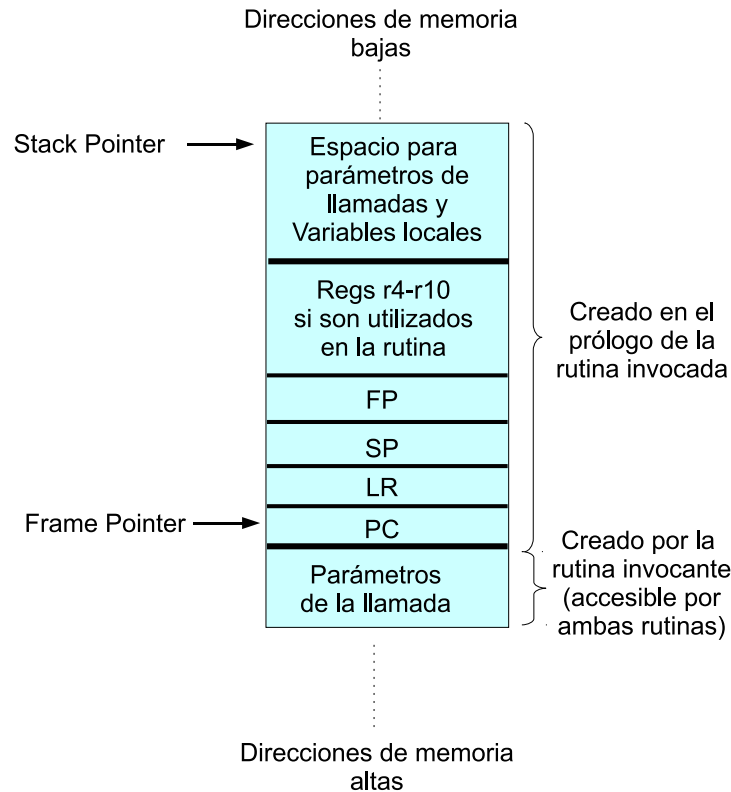 Direcciones de memoria
bajas
Stack Pointer
Espacio para
parámetros de
llamadas y
Variables locales
Regs r4-r10
si son utilizados
en la rutina
Creado en el
prólogo de la
rutina invocada
FP
SP
LR
Frame Pointer
PC
Creado por la
rutina invocante
(accesible por
ambas rutinas)
Parámetros
de la llamada
Direcciones de memoria
altas